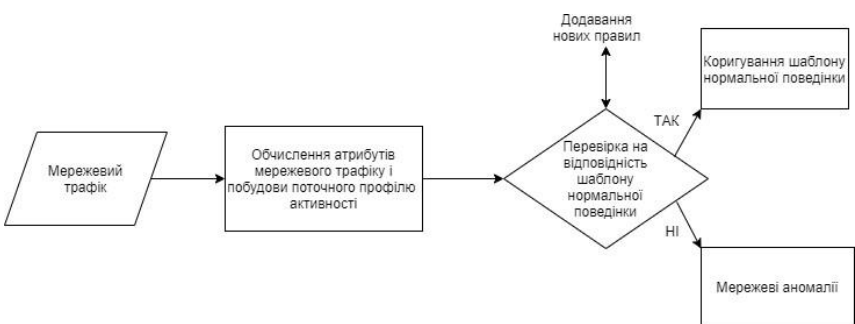 Мережевий
трафік
Обчислення атрибутів
мережевого трафіку і
побудови поточного профілю
активності
Додавання
нових правил
Перевірка на
відповідність
шаблону
нормальної
поведінки
ТАК
Коригування шаблону
нормальної поведінки
НІ
Мережеві аномалії